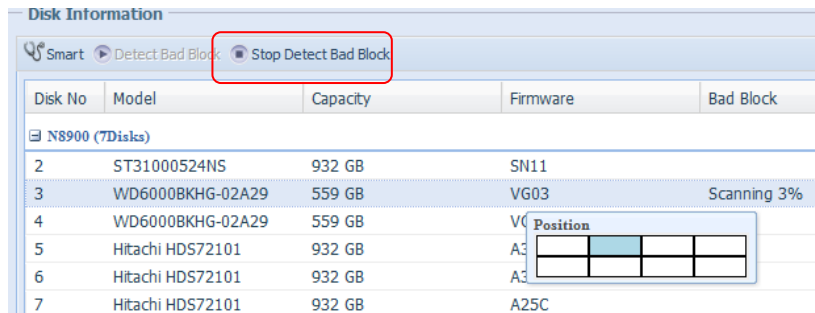 Disk Information
Smart Detect Bad Block Stop Detect Bad Block
Disk No Model Capacity Firmware Bad Block
N8900 (7Disks)
2 ST31000524NS 932 GB SN11
3 WD6000BKHG-02A29 559 GB VG03 Scanning 3%
4 WD6000BKHG-02A29 559 GB
Position
5 Hitachi HDS72101 932 GB
6 Hitachi HDS72101 932 GB
7 Hitachi HDS72101 932 GB A25C